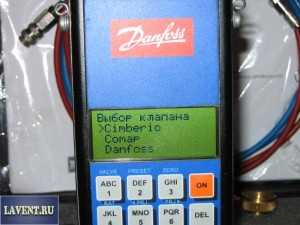 Danfoss
Выбор клапана
>Cimberio
Comap
Danfoss
VALVE PRESET ZERO
ABC DEF GHI ON
1 2 3
JKL MNO PQR DEL
4 5 6
LAVENT.RU